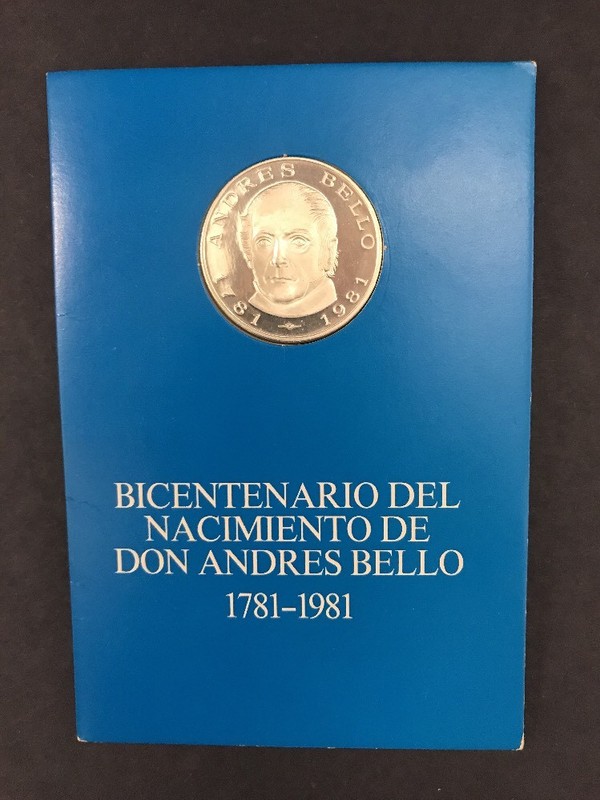 ANDRES BELLO
1781 1981
BICENTENARIO DEL
NACIMIENTO DE
DON ANDRES BELLO
1781-1981